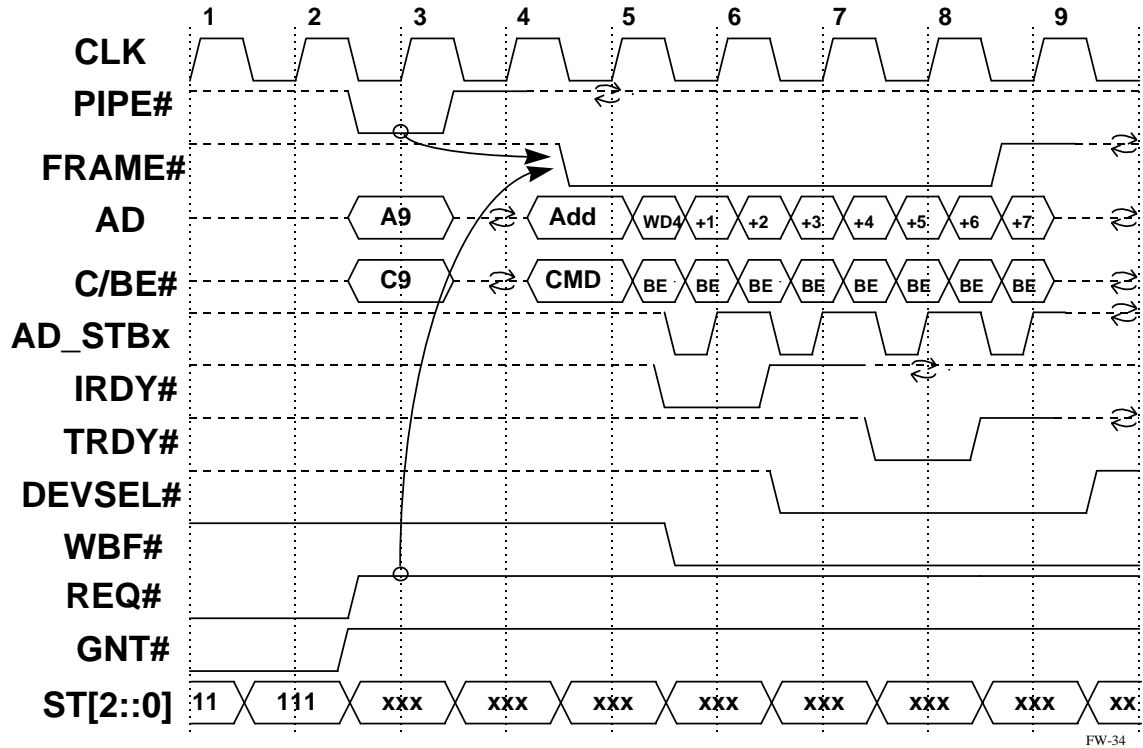 1 2 3 4 5 6 7 8 9
CLK
PIPE#
FRAME#
AD A9 Add WD4 +1 +2 +3 +4 +5 +6 +7
C/BE# C9 CMD BE BE BE BE BE BE BE BE
AD_STBx
IRDY#
TRDY#
DEVSEL#
WBF#
REQ#
GNT#
ST[2::0] 11 111 xxx xxx xxx xxx xxx xxx xxx xx
FW-34